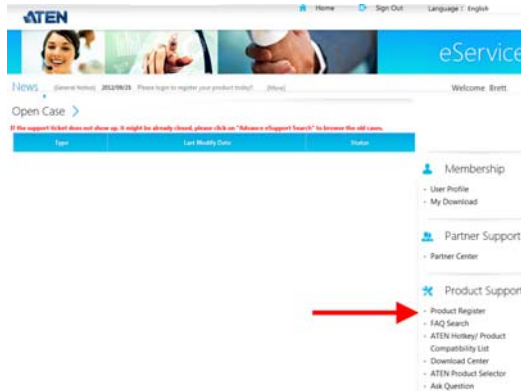 ATEN
Home
Sign Out
Language : English
eService
News
[General Notice] 2012/09/25 Please login to register your product today!! [More]
Welcome Brett
Open Case >
If the support ticket does not show up, it might be already closed, please click on "Advance eSupport Search" to browse the old cases.
Type
Last Modify Date
Status
Membership
- User Profile
- My Download
Partner Support
- Partner Center
Product Support
- Product Register
- FAQ Search
- ATEN Hotkey/ Product
Compatibility List
- Download Center
- ATEN Product Selector
- Ask Question